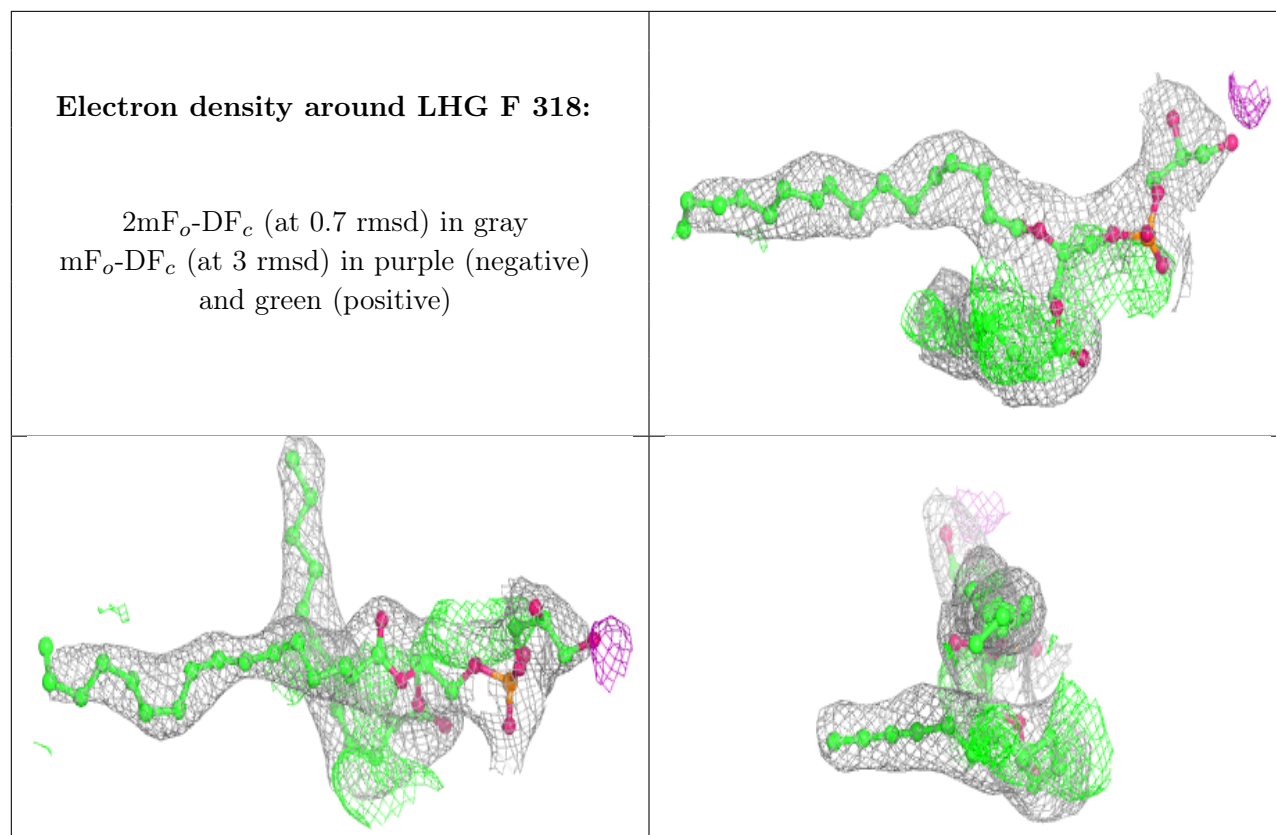 Electron density around LHG F 318:
2mFₒ-DF𝒸 (at 0.7 rmsd) in gray
mFₒ-DF𝒸 (at 3 rmsd) in purple (negative)
and green (positive)